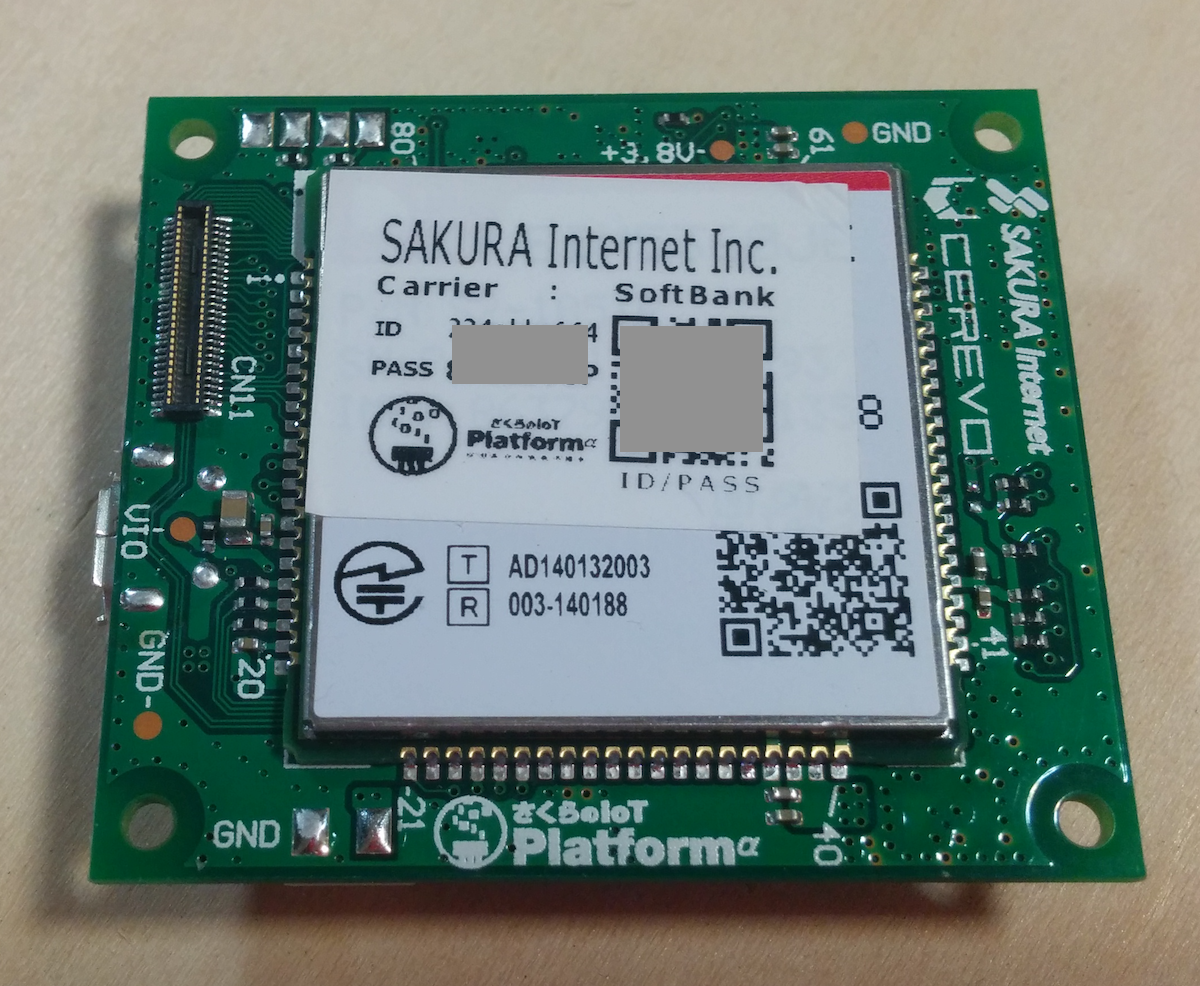 80
+3.8V-
61
GND
SAKURA Internet
CEREVO
1
SAKURA Internet Inc.
Carrier : SoftBank
ID
PASS
さくらのIoT
Platformα
ID/PASS
8
CN11
VIO
GND-
20
T AD140132003
R 003-140188
41
21
40
GND
さくらのIoT
Platformα